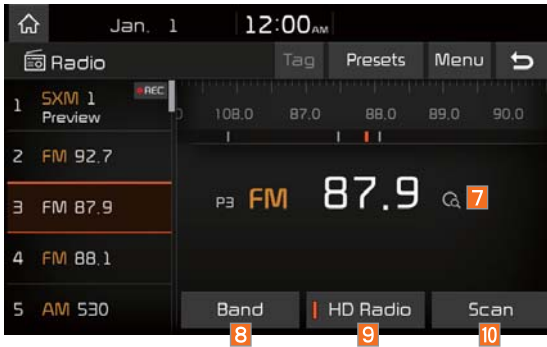 Jan. 1 12:00 AM
Radio Tag Presets Menu
1 SXM 1 REC
Preview
2 FM 92.7
3 FM 87.9
4 FM 88.1
5 AM 530
108.0 87.0 88.0 89.0 90.0
P3 FM 87.9 7
Band HD Radio Scan
8 9 10